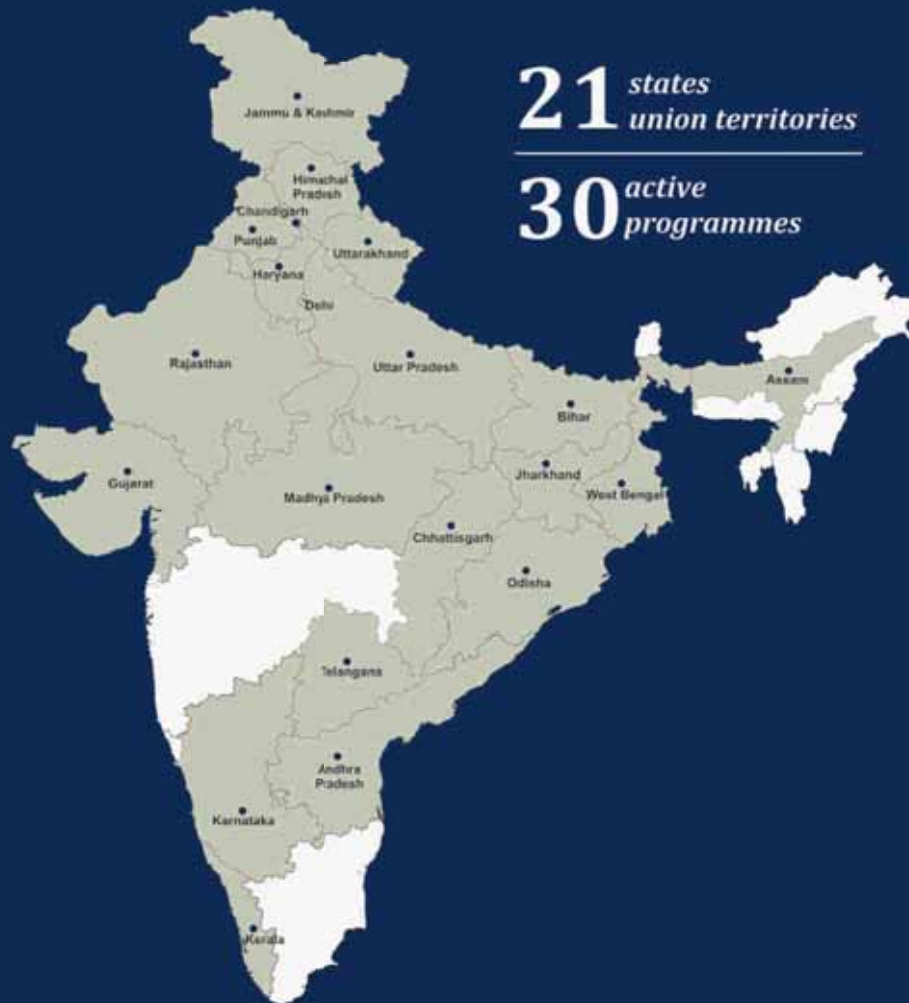 21 states
union territories
30 active
programmes
Jammu & Kashmir
Himachal
Pradesh
Chandigarh
Punjab
Uttarakhand
Haryana
Delhi
Rajasthan
Uttar Pradesh
Assam
Bihar
Gujarat
Madhya Pradesh
Jharkhand
West Bengal
Chhattisgarh
Odisha
Telangana
Andhra
Pradesh
Karnataka
Kerala